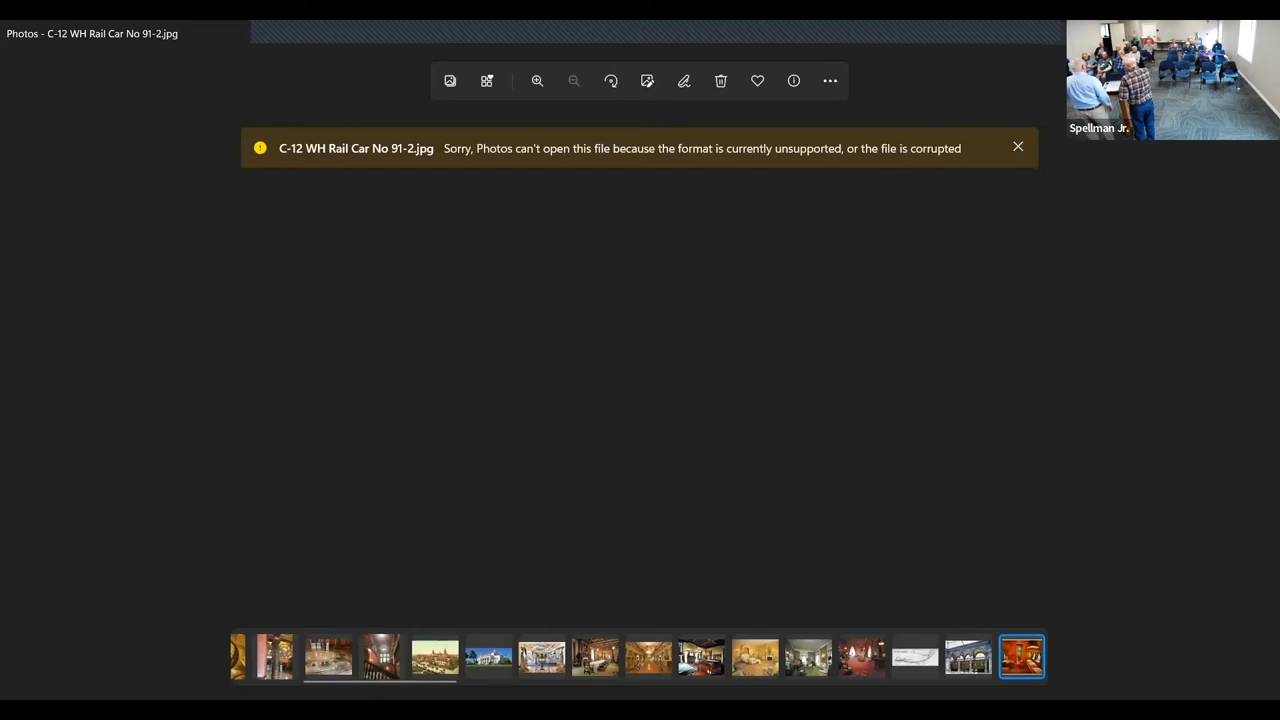 Photos - C-12 WH Rail Car No 91-2.jpg
C-12 WH Rail Car No 91-2.jpg Sorry, Photos can't open this file because the format is currently unsupported, or the file is corrupted
Spellman Jr.